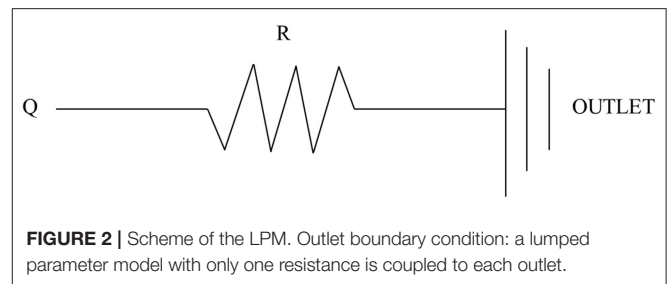 R
Q
OUTLET
FIGURE 2 | Scheme of the LPM. Outlet boundary condition: a lumped
parameter model with only one resistance is coupled to each outlet.